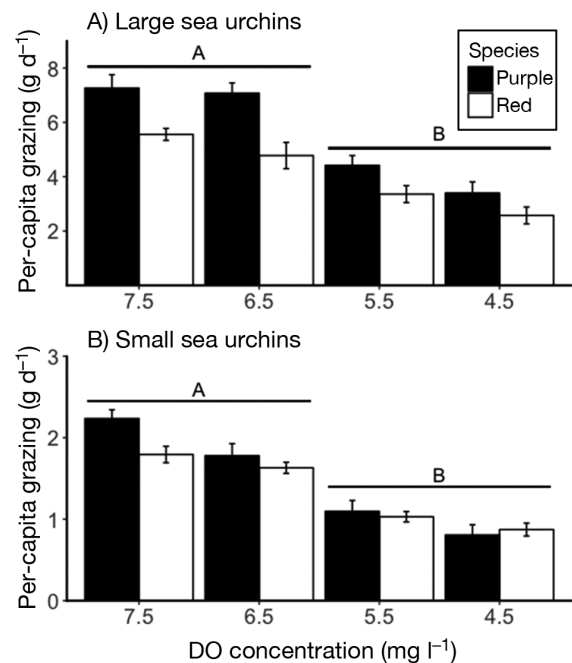 A) Large sea urchins
Per-capita grazing (g d⁻¹)
8
6
4
2
A
B
Species
Purple
Red
7.5 6.5 5.5 4.5
B) Small sea urchins
Per-capita grazing (g d⁻¹)
3
2
1
0
A
B
7.5 6.5 5.5 4.5
DO concentration (mg l⁻¹)